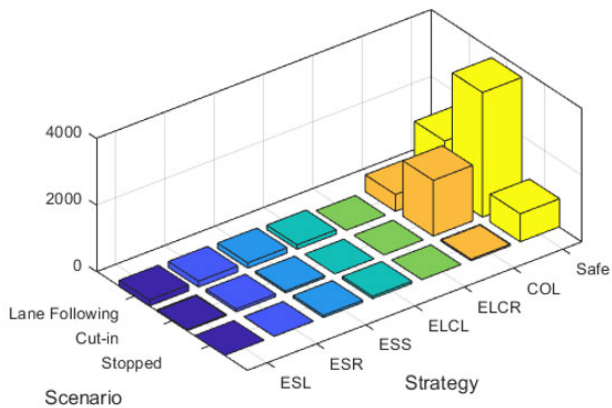 4000
2000
0
Lane Following
Cut-in
Stopped
Scenario
ESL
ESR
ESS
ELCL
ELCR
COL
Safe
Strategy